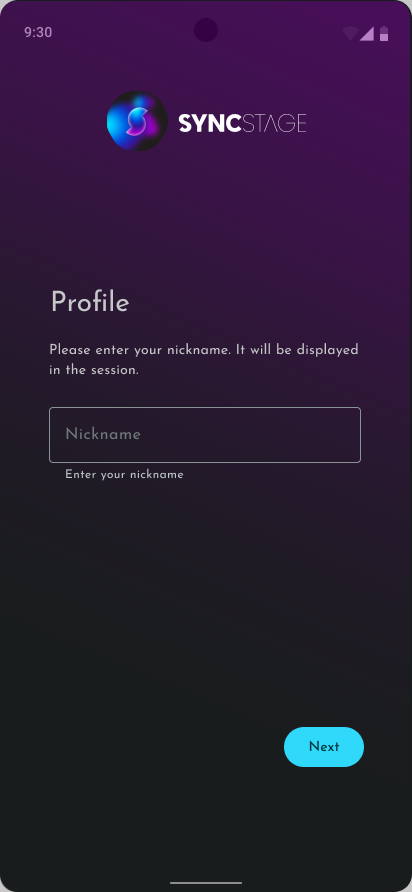 9:30
SYNCSTAGE
Profile
Please enter your nickname. It will be displayed
in the session.
Nickname
Enter your nickname
Next